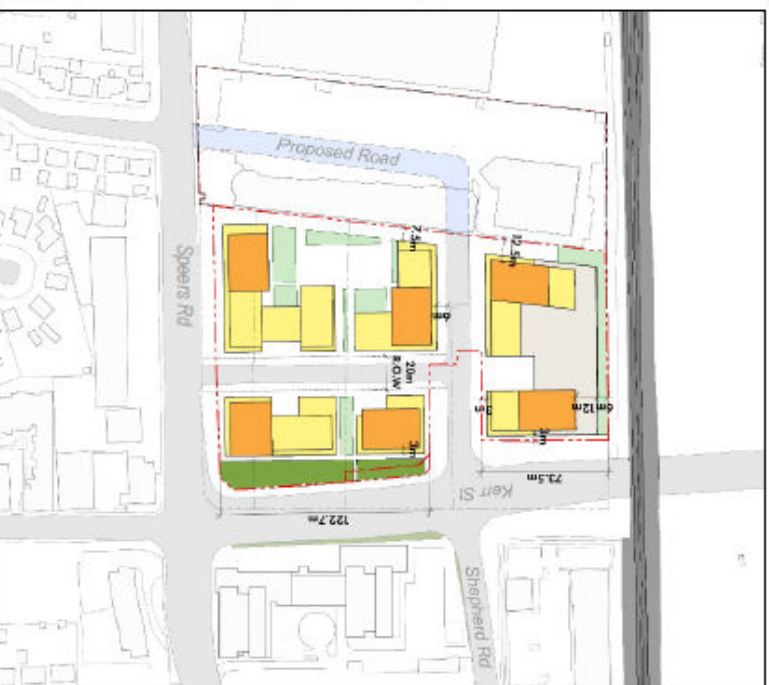 Proposed Road
Speers Rd
7.5m
12.5m
6m
20m
R.O.W
3m
3m
12m
6m
3m
73.5m
Kerr St
122.7m
Shepherd Rd